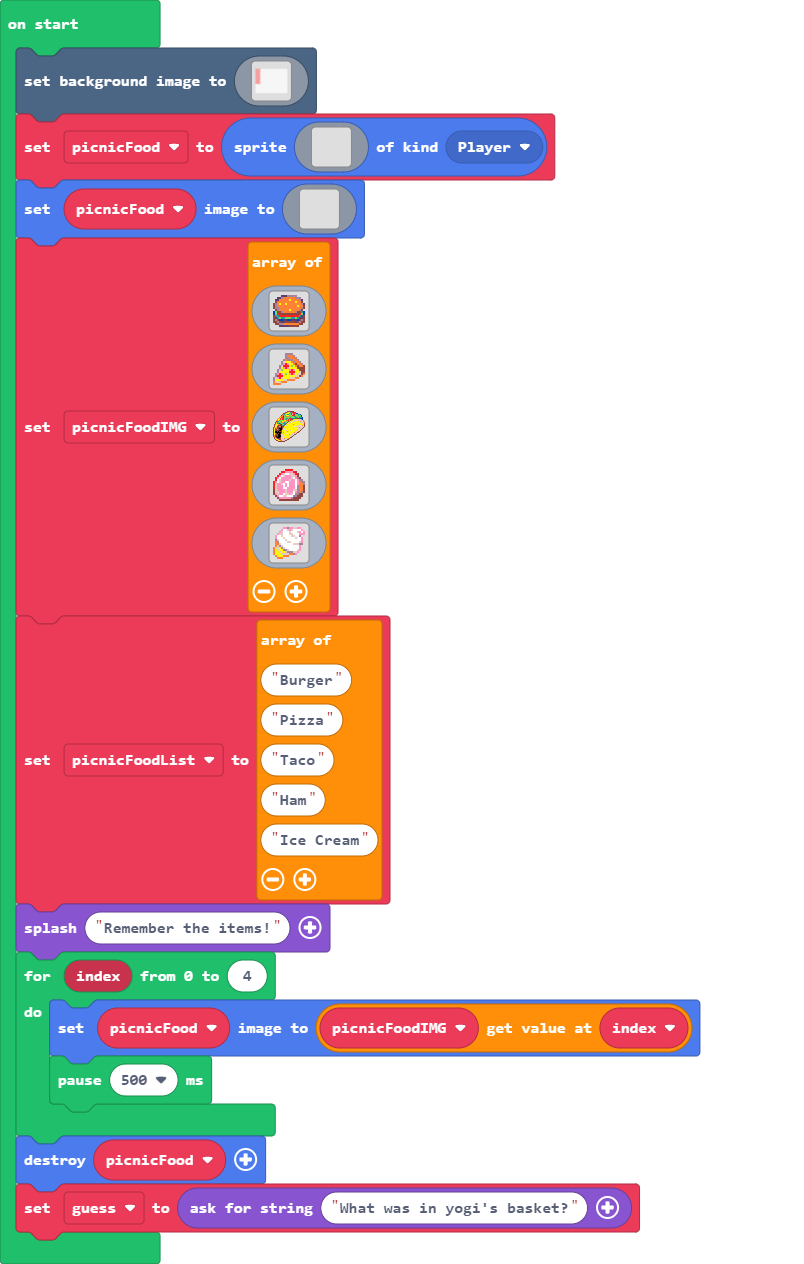 on start
set background image to
set picnicFood to sprite of kind Player
set picnicFood image to
array of
set picnicFoodIMG to
array of
"Burger"
"Pizza"
"Taco"
set picnicFoodList to
"Ham"
"Ice Cream"
splash "Remember the items!"
for index from 0 to 4
do
set picnicFood image to picnicFoodIMG get value at index
pause 500 ms
destroy picnicFood
set guess to ask for string "What was in yogi's basket?"